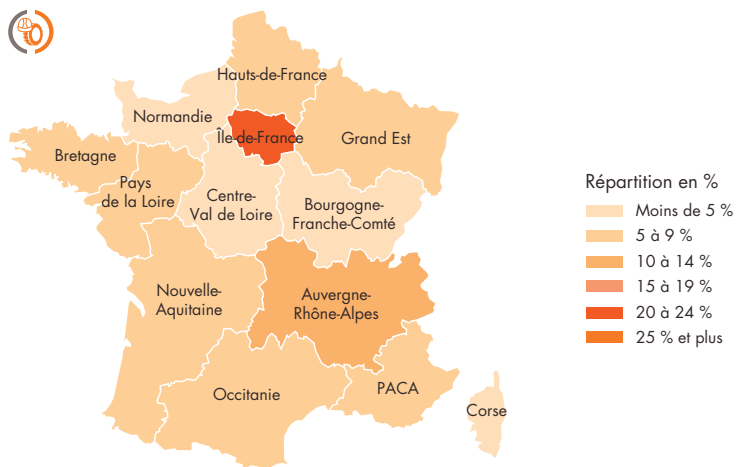 Hauts-de-France
Normandie
Île-de-France
Grand Est
Bretagne
Pays
de la Loire
Centre-
Val de Loire
Bourgogne-
Franche-Comté
Nouvelle-
Aquitaine
Auvergne-
Rhône-Alpes
Occitanie
PACA
Corse
Répartition en %
Moins de 5 %
5 à 9 %
10 à 14 %
15 à 19 %
20 à 24 %
25 % et plus